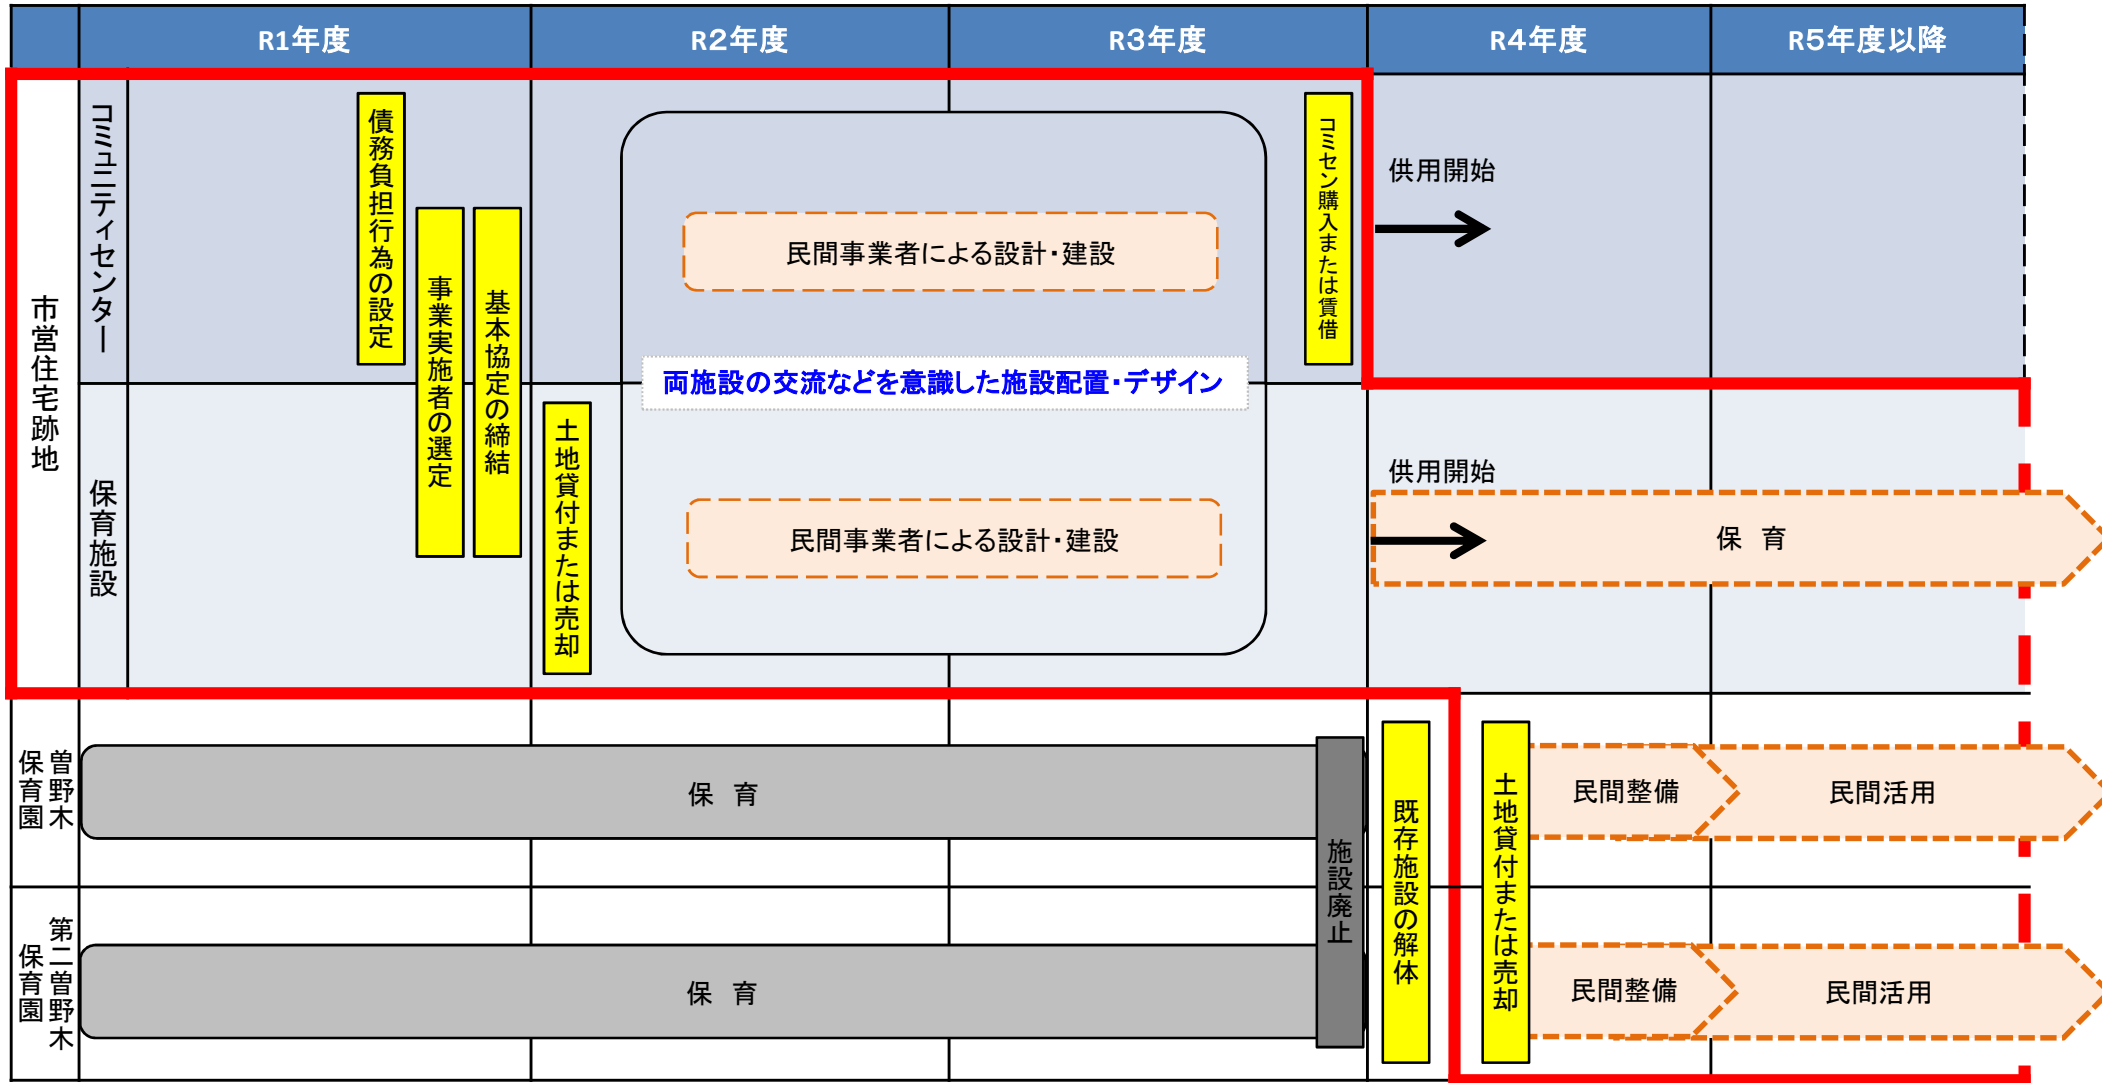 R1年度
R2年度
R3年度
R4年度
R5年度以降
市営住宅跡地
コミュニティセンター
債務負担行為の設定
事業実施者の選定
基本協定の締結
民間事業者による設計・建設
コミセン購入または賃借
供用開始
両施設の交流などを意識した施設配置・デザイン
保育施設
土地貸付または売却
民間事業者による設計・建設
供用開始
保 育
曽野木
保育園
保 育
施設廃止
既存施設の解体
土地貸付または売却
民間整備
民間活用
第二曽野木
保育園
保 育
民間整備
民間活用